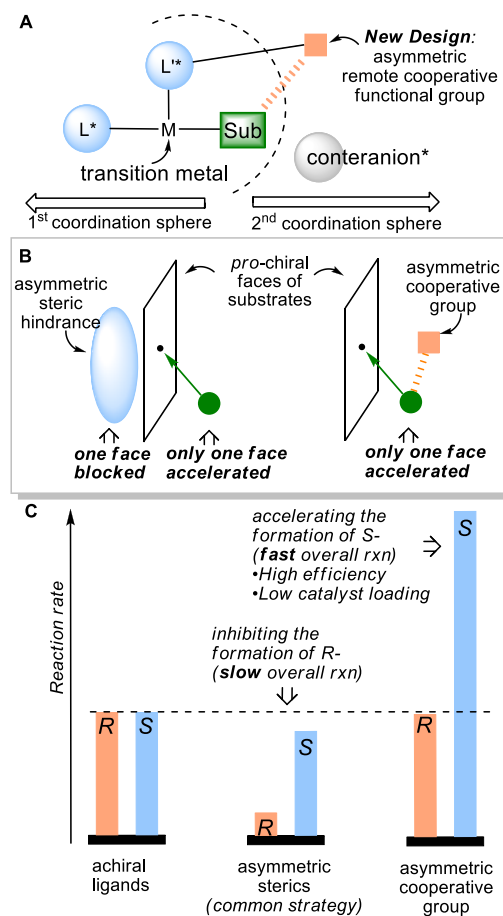 A
New Design:
asymmetric
remote cooperative
functional group
L'*
L*
M
Sub
transition metal
conteranion*
1st coordination sphere
2nd coordination sphere
B
pro-chiral
faces of
substrates
asymmetric
steric
hindrance
asymmetric
cooperative
group
one face
blocked
only one face
accelerated
only one face
accelerated
C
Reaction rate
accelerating the
formation of S-
(fast overall rxn)
•High efficiency
•Low catalyst loading
S
inhibiting the
formation of R-
(slow overall rxn)
R
S
R
S
R
achiral
ligands
asymmetric
sterics
(common strategy)
asymmetric
cooperative
group